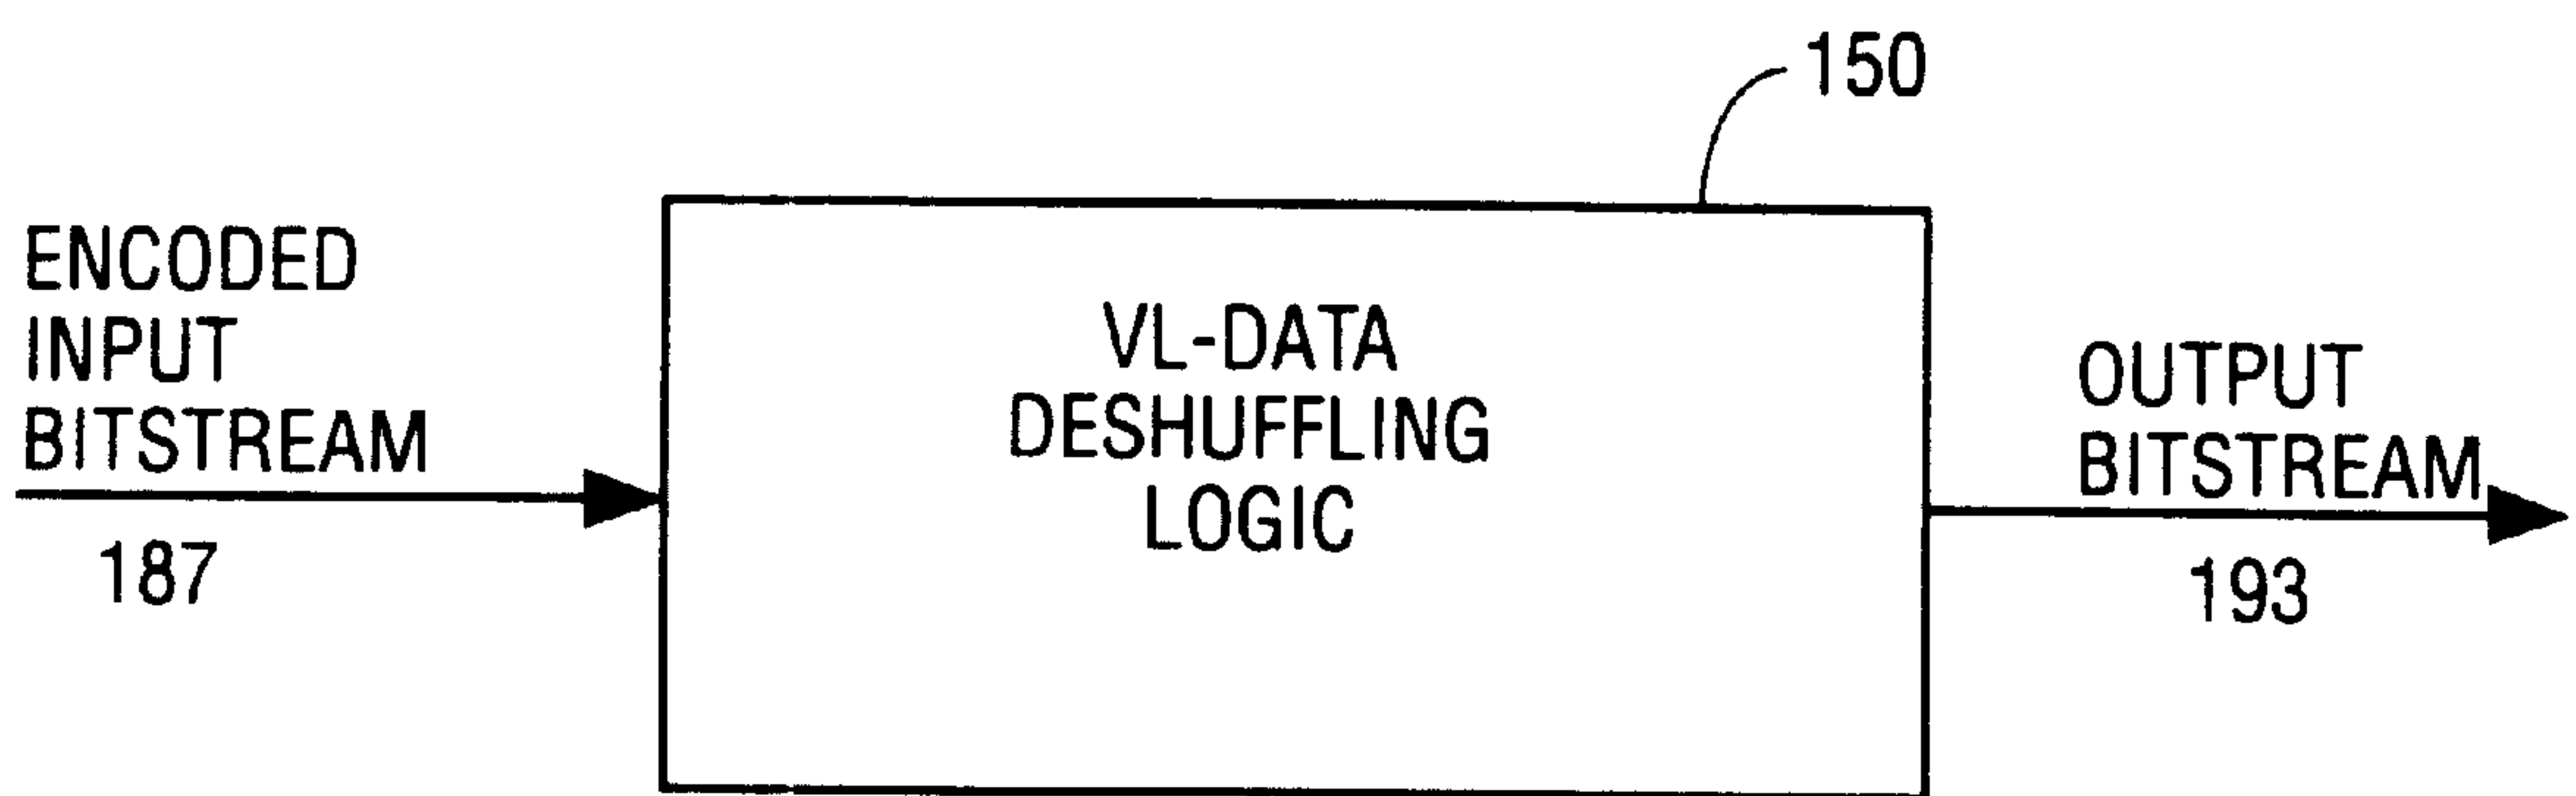 150
ENCODED
INPUT
BITSTREAM
187
VL-DATA
DESHUFFLING
LOGIC
OUTPUT
BITSTREAM
193